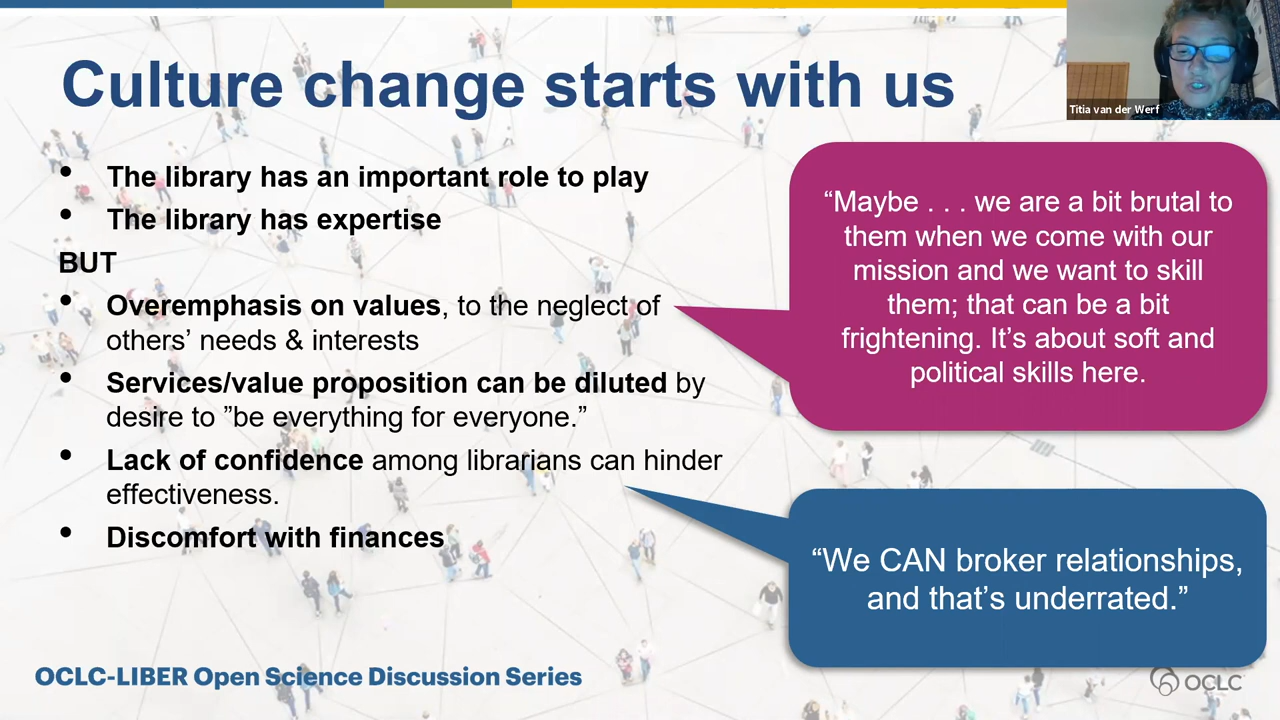 Culture change starts with us
Titia van der Werf
• The library has an important role to play
• The library has expertise
BUT
• Overemphasis on values, to the neglect of
others’ needs & interests
• Services/value proposition can be diluted by
desire to ”be everything for everyone.”
• Lack of confidence among librarians can hinder
effectiveness.
• Discomfort with finances
“Maybe . . . we are a bit brutal to
them when we come with our
mission and we want to skill
them; that can be a bit
frightening. It’s about soft and
political skills here.
“We CAN broker relationships,
and that’s underrated.”
OCLC-LIBER Open Science Discussion Series
OCLC